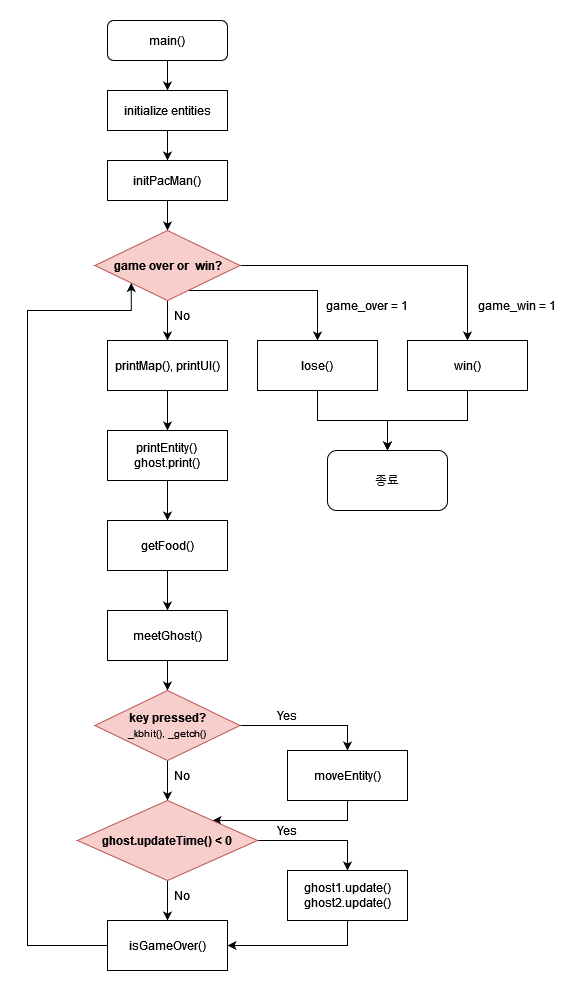 main()
initialize entities
initPacMan()
game over or  win?
No
game_over = 1
game_win = 1
printMap(), printUI()
lose()
win()
printEntity()
ghost.print()
종료
getFood()
meetGhost()
key pressed?
_kbhit(), _getch()
Yes
No
moveEntity()
ghost.updateTime() < 0
Yes
No
ghost1.update()
ghost2.update()
isGameOver()